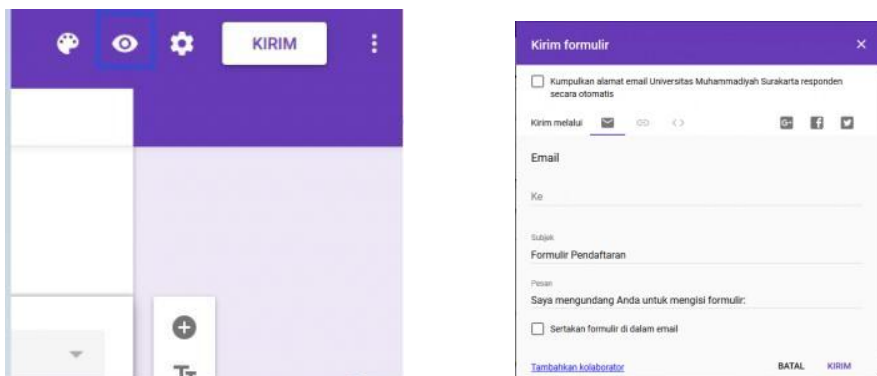 KIRIM
Tт
Kirim formulir
Kumpulkan alamat email Universitas Muhammadiyah Surakarta responden
secara otomatis
Kirim melalui
G+
Email
Ke
Subjek
Formulir Pendaftaran
Pesan
Saya mengundang Anda untuk mengisi formulir:
Sertakan formulir di dalam email
Tambahkan kolaborator BATAL KIRIM